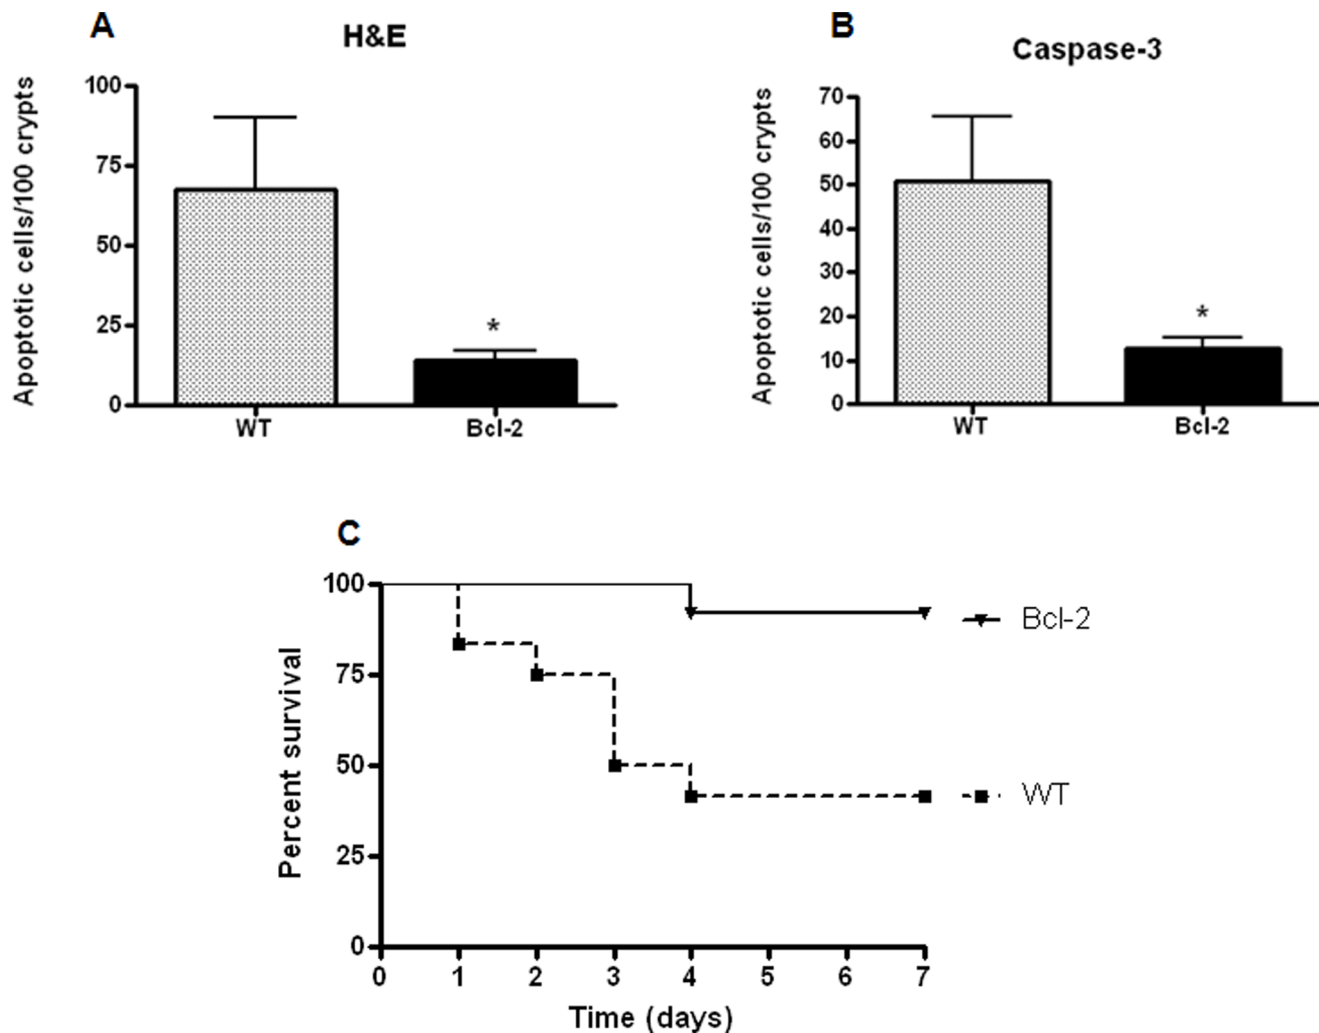 A
H&E
Apoptotic cells/100 crypts
100
75
50
25
0
*
WT
Bcl-2
B
Caspase-3
Apoptotic cells/100 crypts
70
60
50
40
30
20
10
0
*
WT
Bcl-2
C
Percent survival
100
75
50
25
0
0 1 2 3 4 5 6 7
Time (days)
Bcl-2
WT